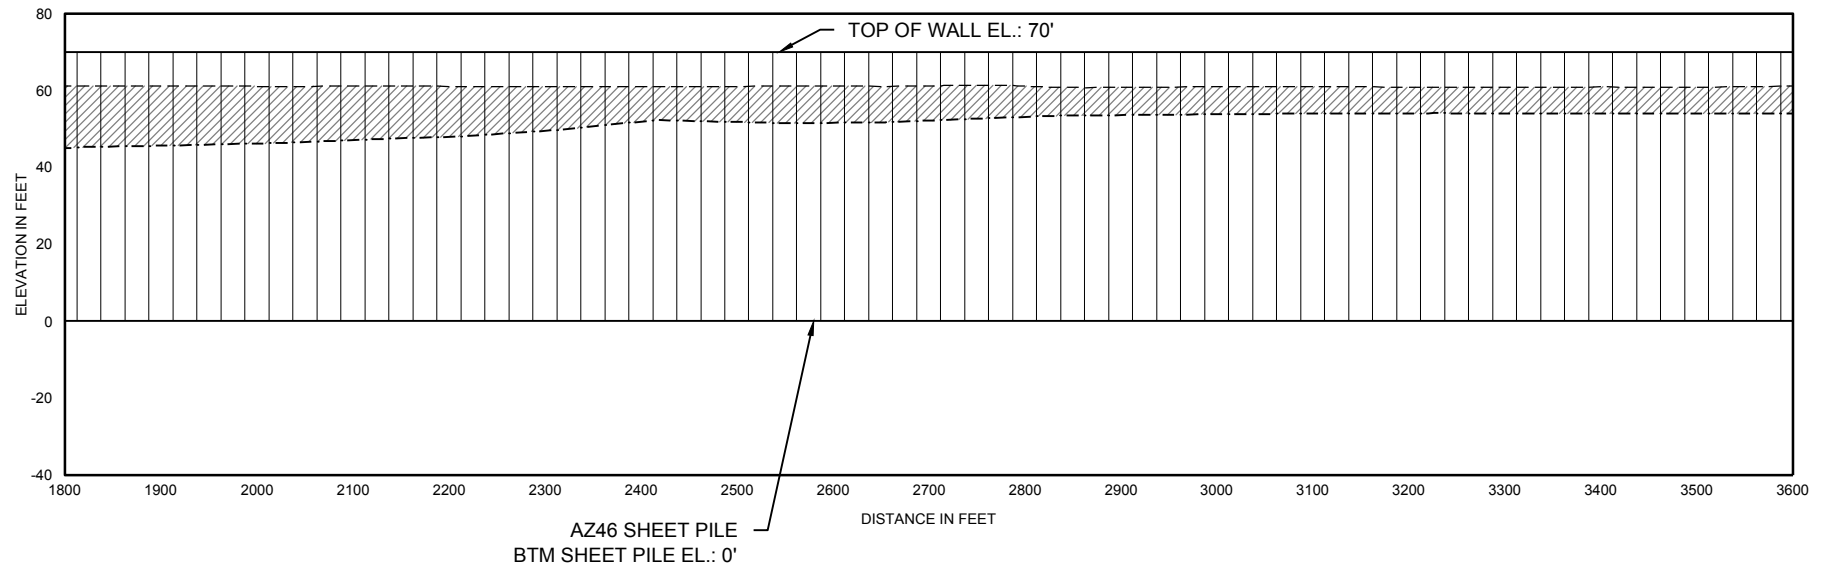 80
TOP OF WALL EL.: 70'
60
40
20
0
-20
-40
ELEVATION IN FEET
1800 1900 2000 2100 2200 2300 2400 2500 2600 2700 2800 2900 3000 3100 3200 3300 3400 3500 3600
DISTANCE IN FEET
AZ46 SHEET PILE
BTM SHEET PILE EL.: 0'